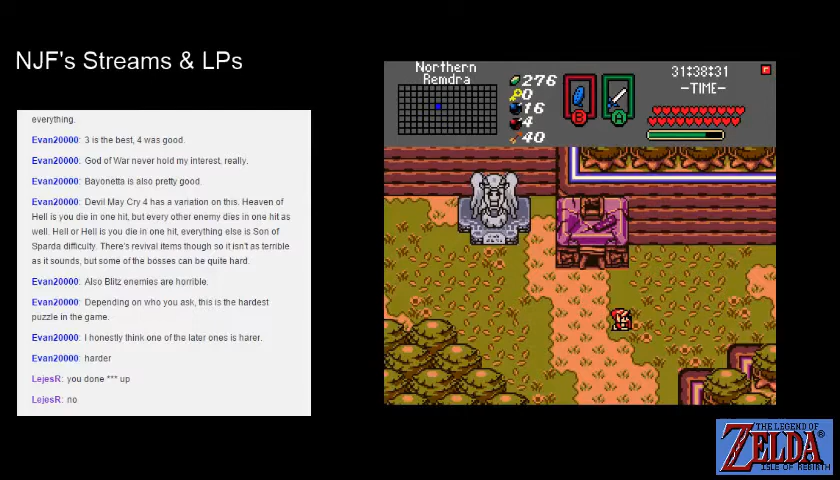 NJF's Streams & LPs
everything.
Evan20000: 3 is the best, 4 was good.
Evan20000: God of War never hold my interest, really.
Evan20000: Bayonetta is also pretty good.
Evan20000: Devil May Cry 4 has a variation on this. Heaven of
Hell is you die in one hit, but every other enemy dies in one hit as
well. Hell or Hell is you die in one hit, everything else is Son of
Sparda difficulty. There's revival items though so it isn't as terrible
as it sounds, but some of the bosses can be quite hard.
Evan20000: Also Blitz enemies are horrible.
Evan20000: Depending on who you ask, this is the hardest
puzzle in the game.
Evan20000: I honestly think one of the later ones is harer.
Evan20000: harder
LejesR: you done *** up
LejesR: no
Northern
Remdra
276
0
16
4
40
B
A
31:38:31
-TIME-
THE LEGEND OF
ZELDA®
ISLE OF REBIRTH